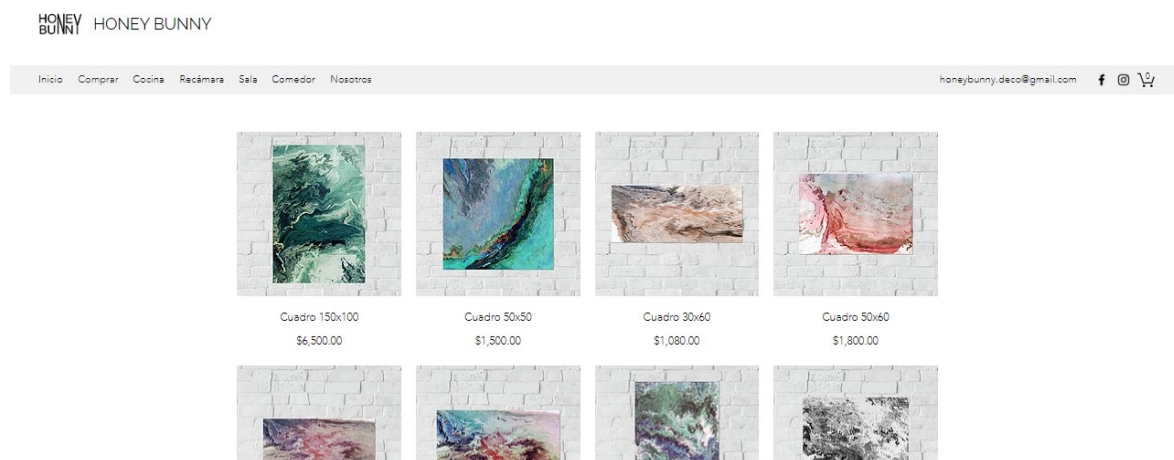 HONEY
BUNNY
HONEY BUNNY
Inicio Comprar Cocina Recámara Sala Comedor Nosotros honeybunny.deco@gmail.com 0
Cuadro 150x100 Cuadro 50x50 Cuadro 30x60 Cuadro 50x60
$6,500.00 $1,500.00 $1,080.00 $1,800.00